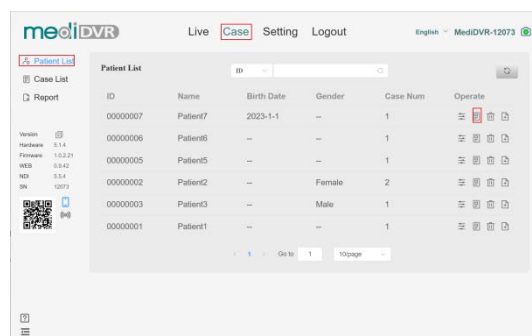 mediDVR Live Case Setting Logout English MediDVR-12073
Patient List
Case List
Report
Version
Hardware 5.1.4
Firmware 1.0.2.21
WEB 0.9.42
NDI 5.5.4
SN 12073
Patient List ID
ID Name Birth Date Gender Case Num Operate
00000007 Patient7 2023-1-1 -- 1
00000006 Patient6 -- -- 1
00000005 Patient5 -- -- 1
00000002 Patient2 -- Female 2
00000003 Patient3 -- Male 1
00000001 Patient1 -- -- 1
‹ 1 › Go to 1 10/page